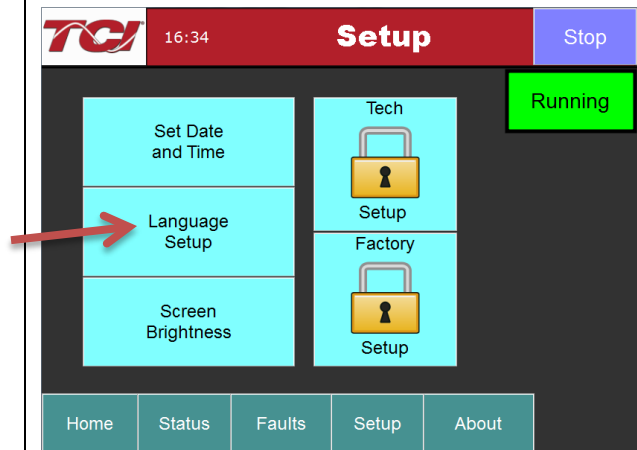 TCI
16:34
Setup
Stop
Running
Set Date
and Time
Language
Setup
Screen
Brightness
Tech
Setup
Factory
Setup
Home
Status
Faults
Setup
About